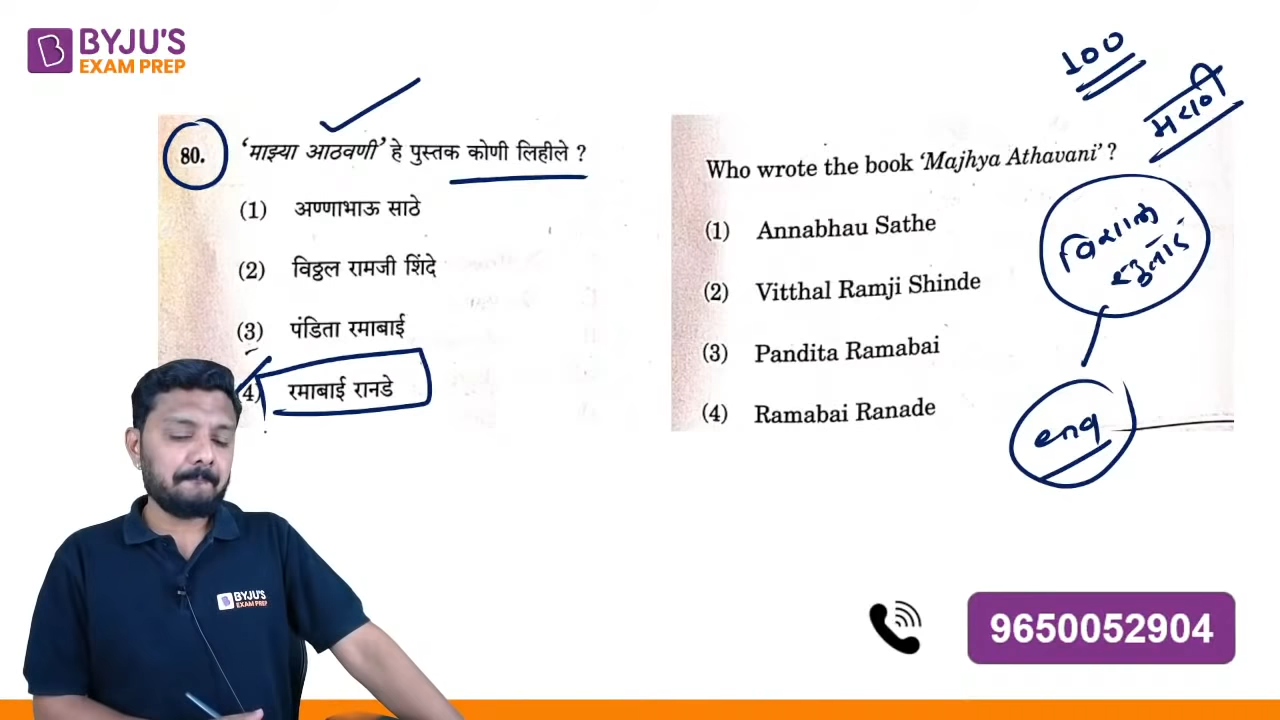 BYJU'S
EXAM PREP
100
मराठी
80. 'माझ्या आठवणी' हे पुस्तक कोणी लिहीले ?
(1) अण्णाभाऊ साठे
(2) विठ्ठल रामजी शिंदे
(3) पंडिता रमाबाई
4) रमाबाई रानडे
Who wrote the book 'Majhya Athavani' ?
(1) Annabhau Sathe
(2) Vitthal Ramji Shinde
(3) Pandita Ramabai
(4) Ramabai Ranade
BYJU'S
EXAM PREP
9650052904